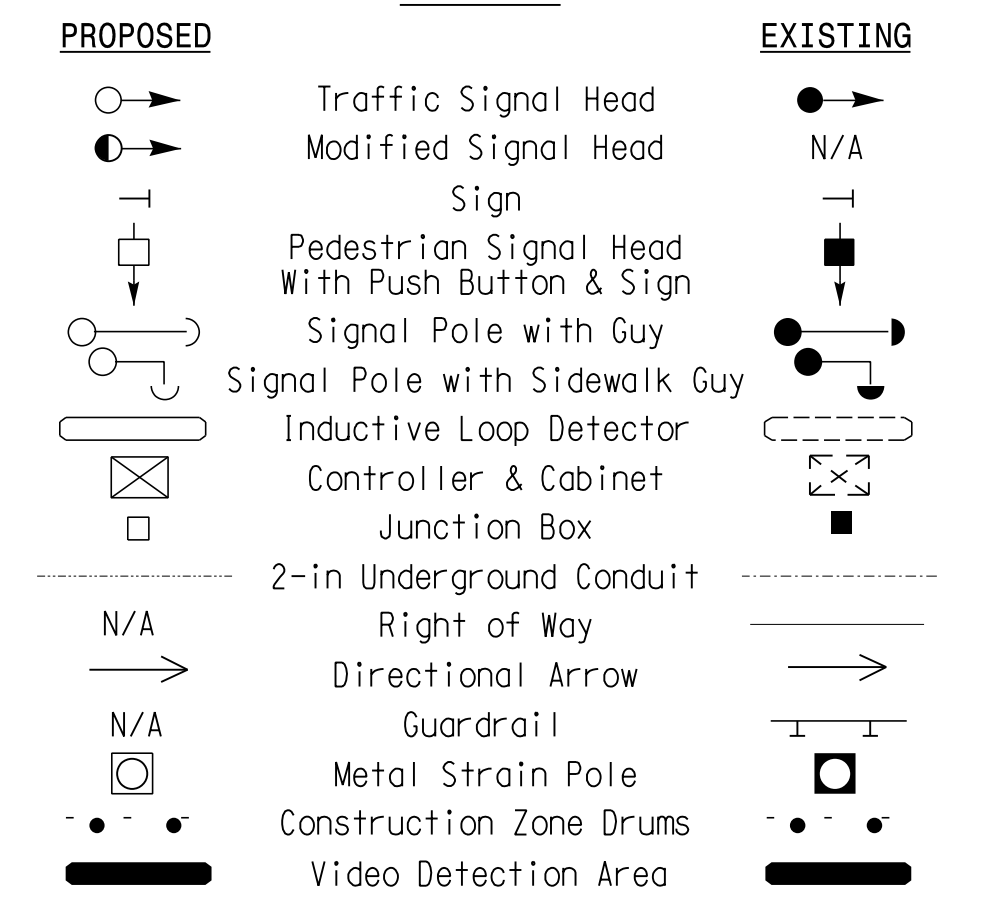 PROPOSED EXISTING
Traffic Signal Head
Modified Signal Head N/A
Sign
Pedestrian Signal Head
With Push Button & Sign
Signal Pole with Guy
Signal Pole with Sidewalk Guy
Inductive Loop Detector
Controller & Cabinet
Junction Box
2-in Underground Conduit
N/A Right of Way
Directional Arrow
N/A Guardrail
Metal Strain Pole
Construction Zone Drums
Video Detection Area